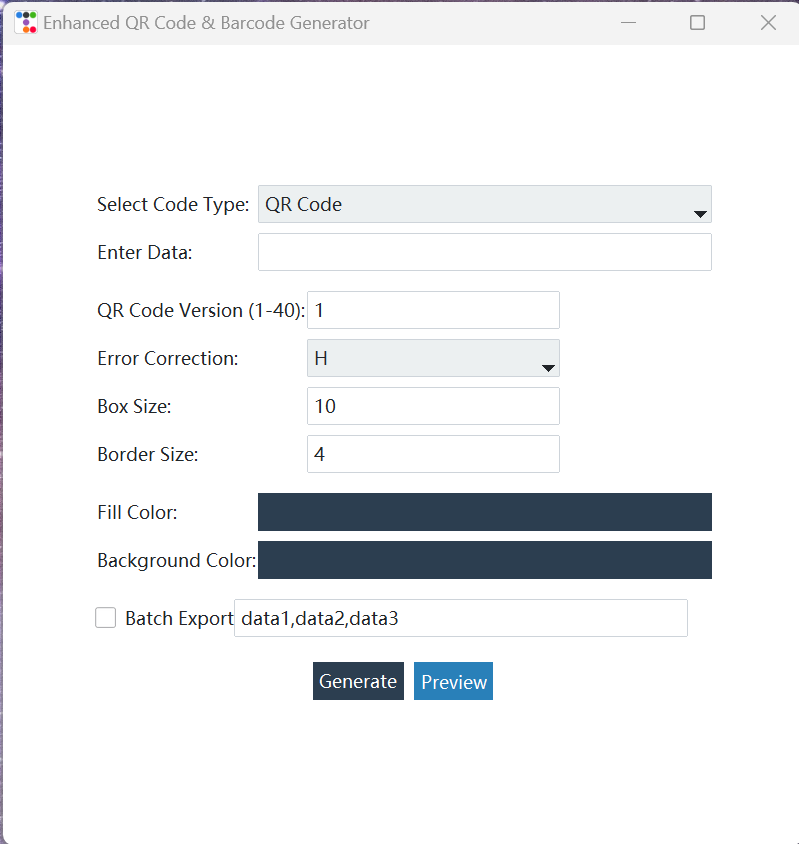 Enhanced QR Code & Barcode Generator
Select Code Type: QR Code
Enter Data:
QR Code Version (1-40): 1
Error Correction: H
Box Size: 10
Border Size: 4
Fill Color:
Background Color:
Batch Export data1,data2,data3
Generate Preview